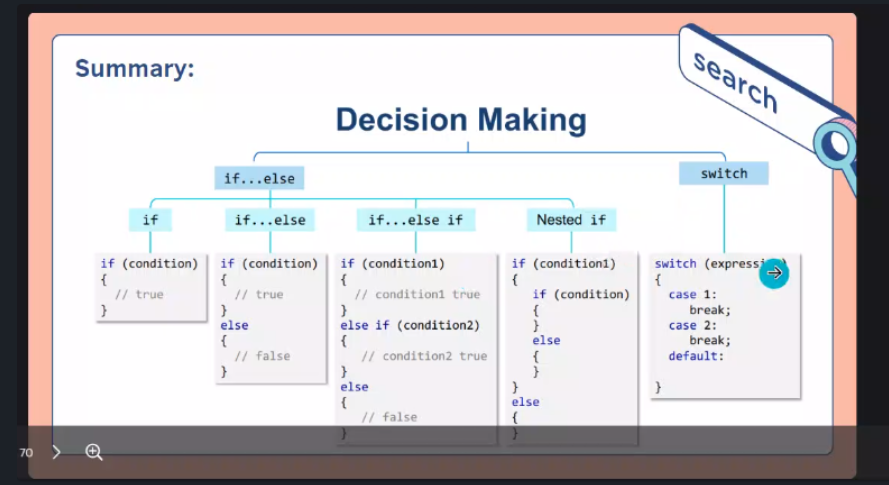 Summary:
search
Decision Making
if...else
switch
if
if...else
if...else if
Nested if
if (condition)
{
// true
}
if (condition)
{
// true
}
else
{
// false
}
if (condition1)
{
// condition1 true
}
else if (condition2)
{
// condition2 true
}
else
{
// false
}
if (condition1)
{
if (condition)
{
}
else
{
}
}
else
{
}
switch (express
{
case 1:
break;
case 2:
break;
default:
}
70